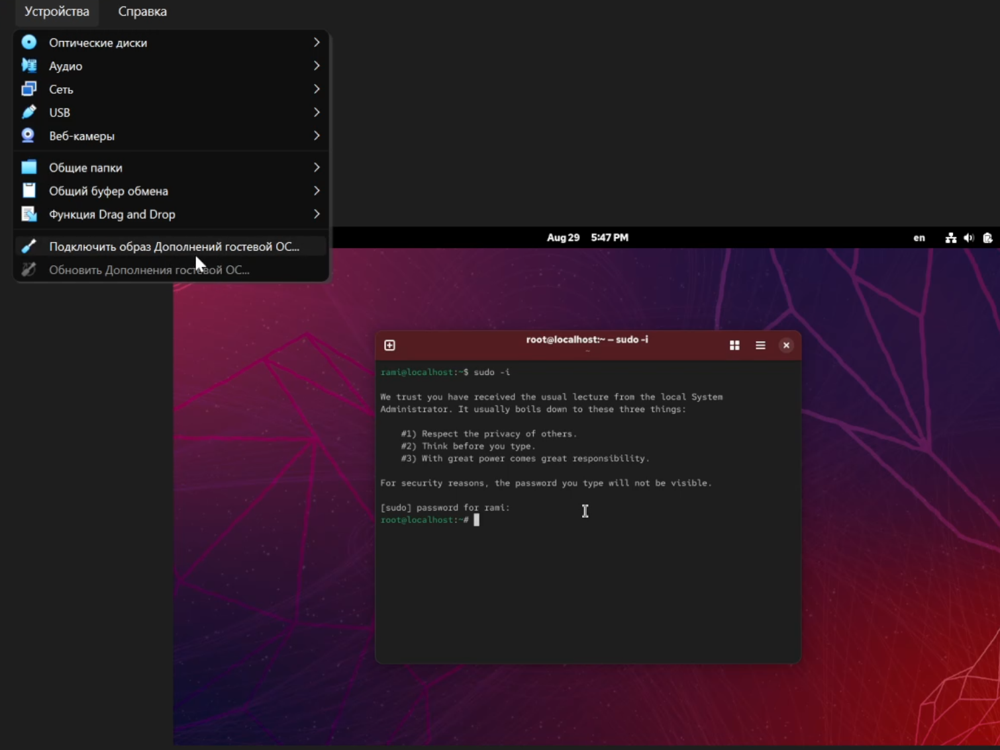 Устройства Справка
Оптические диски
Аудио
Сеть
USB
Веб-камеры
Общие папки
Общий буфер обмена
Функция Drag and Drop
Подключить образ Дополнений гостевой ОС...
Обновить Дополнения гостевой ОС...
Aug 29 5:47 PM
en
root@localhost:~ — sudo -i
~
rami@localhost:~$ sudo -i
We trust you have received the usual lecture from the local System
Administrator. It usually boils down to these three things:
#1) Respect the privacy of others.
#2) Think before you type.
#3) With great power comes great responsibility.
For security reasons, the password you type will not be visible.
[sudo] password for rami:
root@localhost:~#